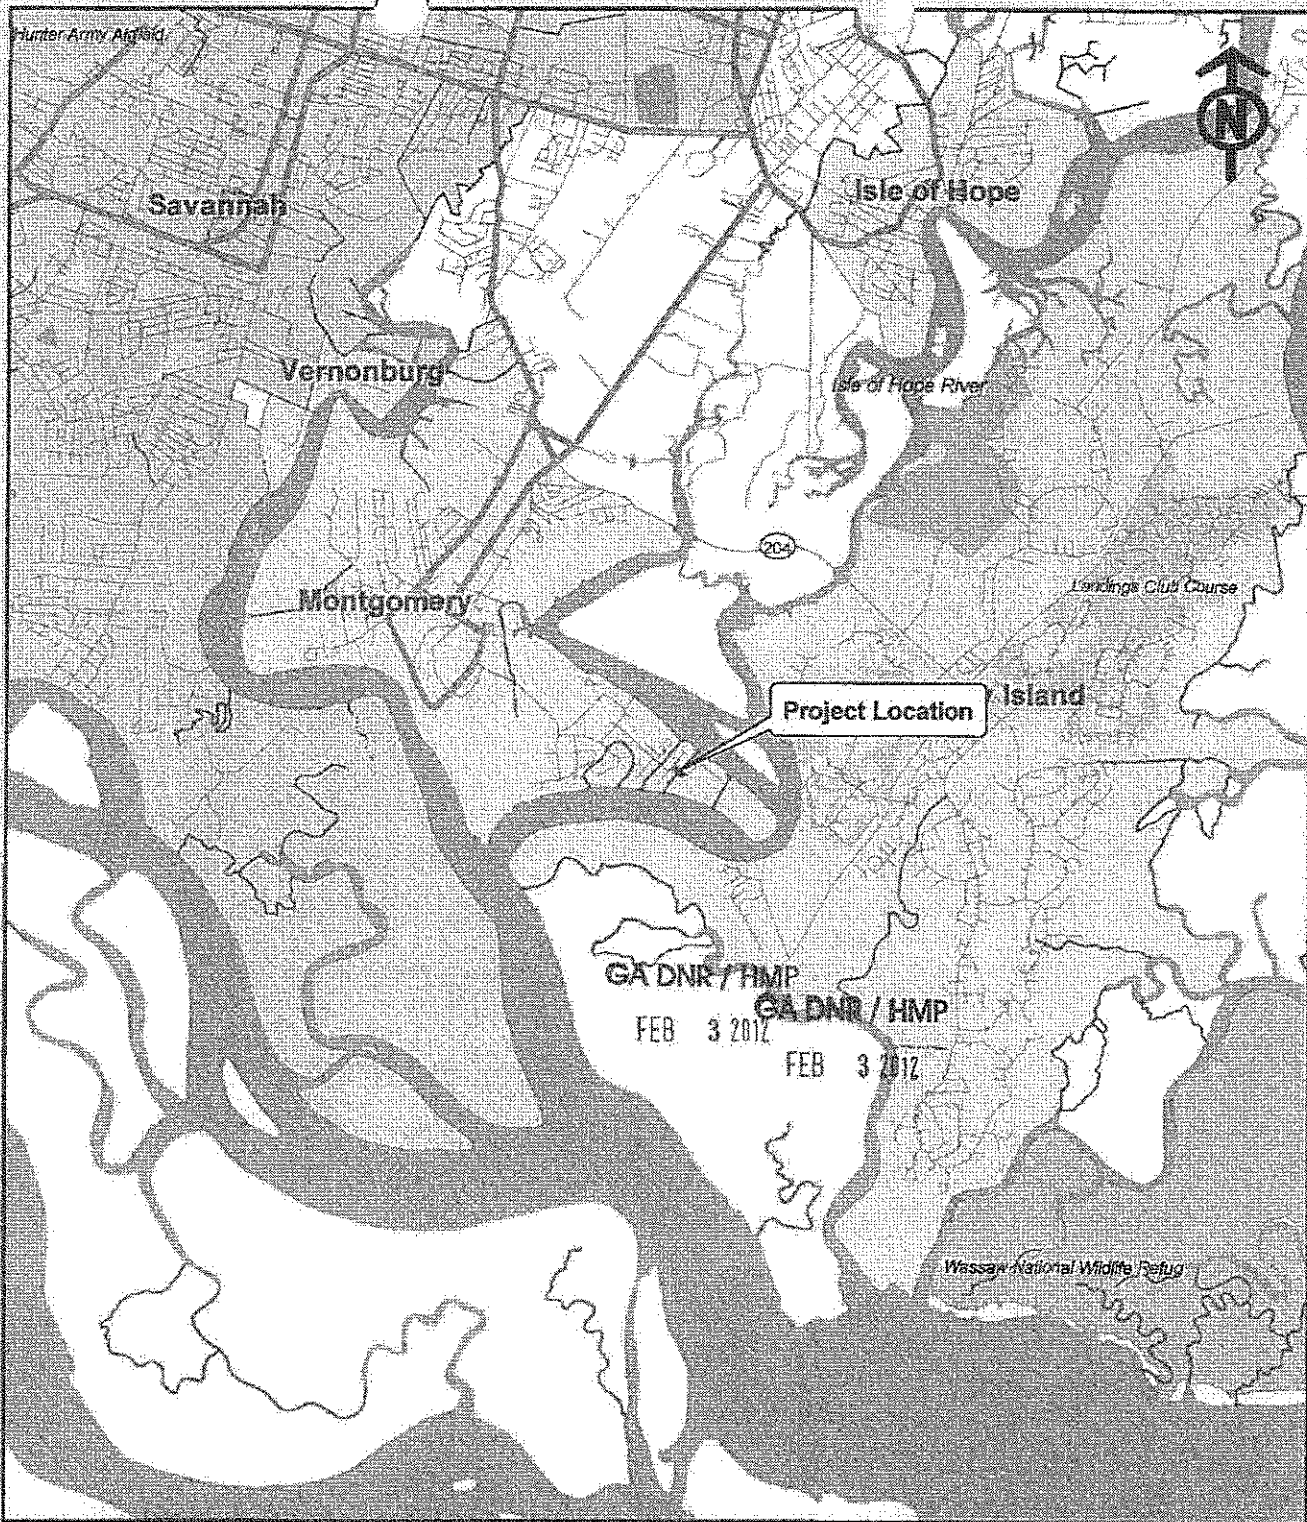 Hunter Army Airfield
N
Savannah
Isle of Hope
Vernonburg
Isle of Hope River
204
Landings Club Course
Montgomery
Project Location
Island
GA DNR / HMP
FEB 3 2012
GA DNR / HMP
FEB 3 2012
Wassaw National Wildlife Refug